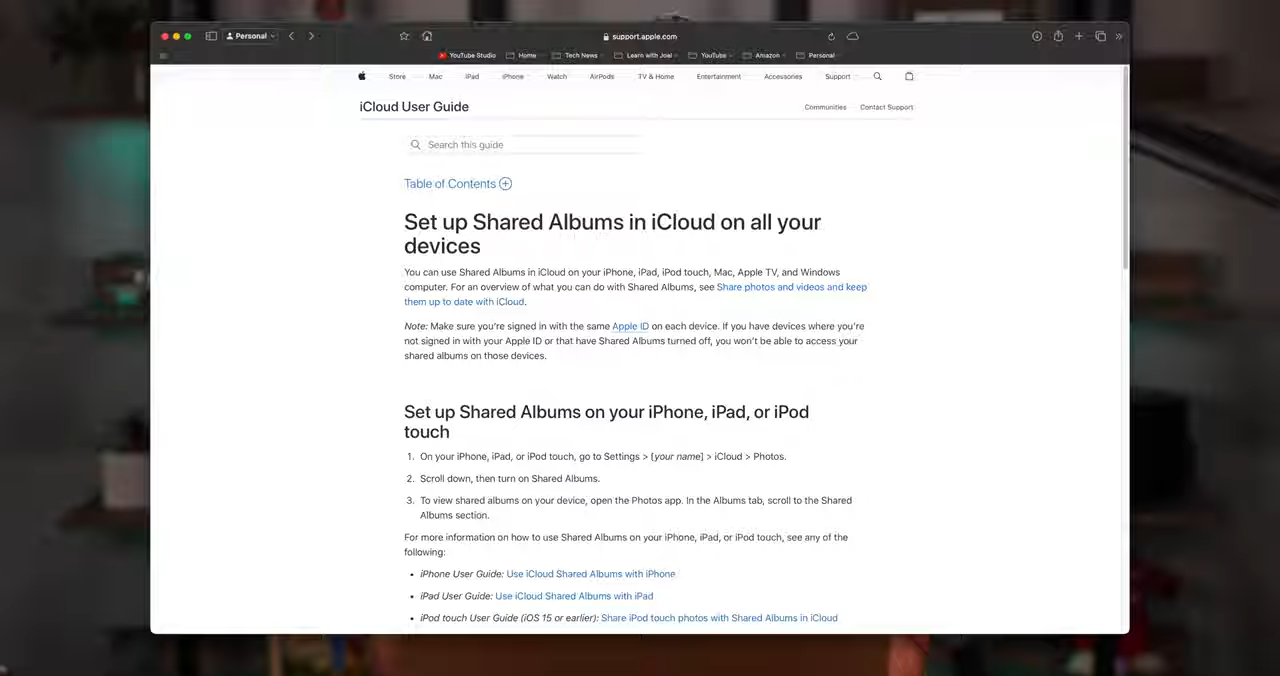 Personal
support.apple.com
YouTube Studio Home Tech News Learn with Joel YouTube Amazon Personal
Store Mac iPad iPhone Watch AirPods TV & Home Entertainment Accessories Support
iCloud User Guide
Communities Contact Support
Search this guide
Table of Contents
Set up Shared Albums in iCloud on all your
devices
You can use Shared Albums in iCloud on your iPhone, iPad, iPod touch, Mac, Apple TV, and Windows
computer. For an overview of what you can do with Shared Albums, see Share photos and videos and keep
them up to date with iCloud.
Note: Make sure you're signed in with the same Apple ID on each device. If you have devices where you're
not signed in with your Apple ID or that have Shared Albums turned off, you won't be able to access your
shared albums on those devices.
Set up Shared Albums on your iPhone, iPad, or iPod
touch
1. On your iPhone, iPad, or iPod touch, go to Settings > [your name] > iCloud > Photos.
2. Scroll down, then turn on Shared Albums.
3. To view shared albums on your device, open the Photos app. In the Albums tab, scroll to the Shared
Albums section.
For more information on how to use Shared Albums on your iPhone, iPad, or iPod touch, see any of the
following:
• iPhone User Guide: Use iCloud Shared Albums with iPhone
• iPad User Guide: Use iCloud Shared Albums with iPad
• iPod touch User Guide (iOS 15 or earlier): Share iPod touch photos with Shared Albums in iCloud